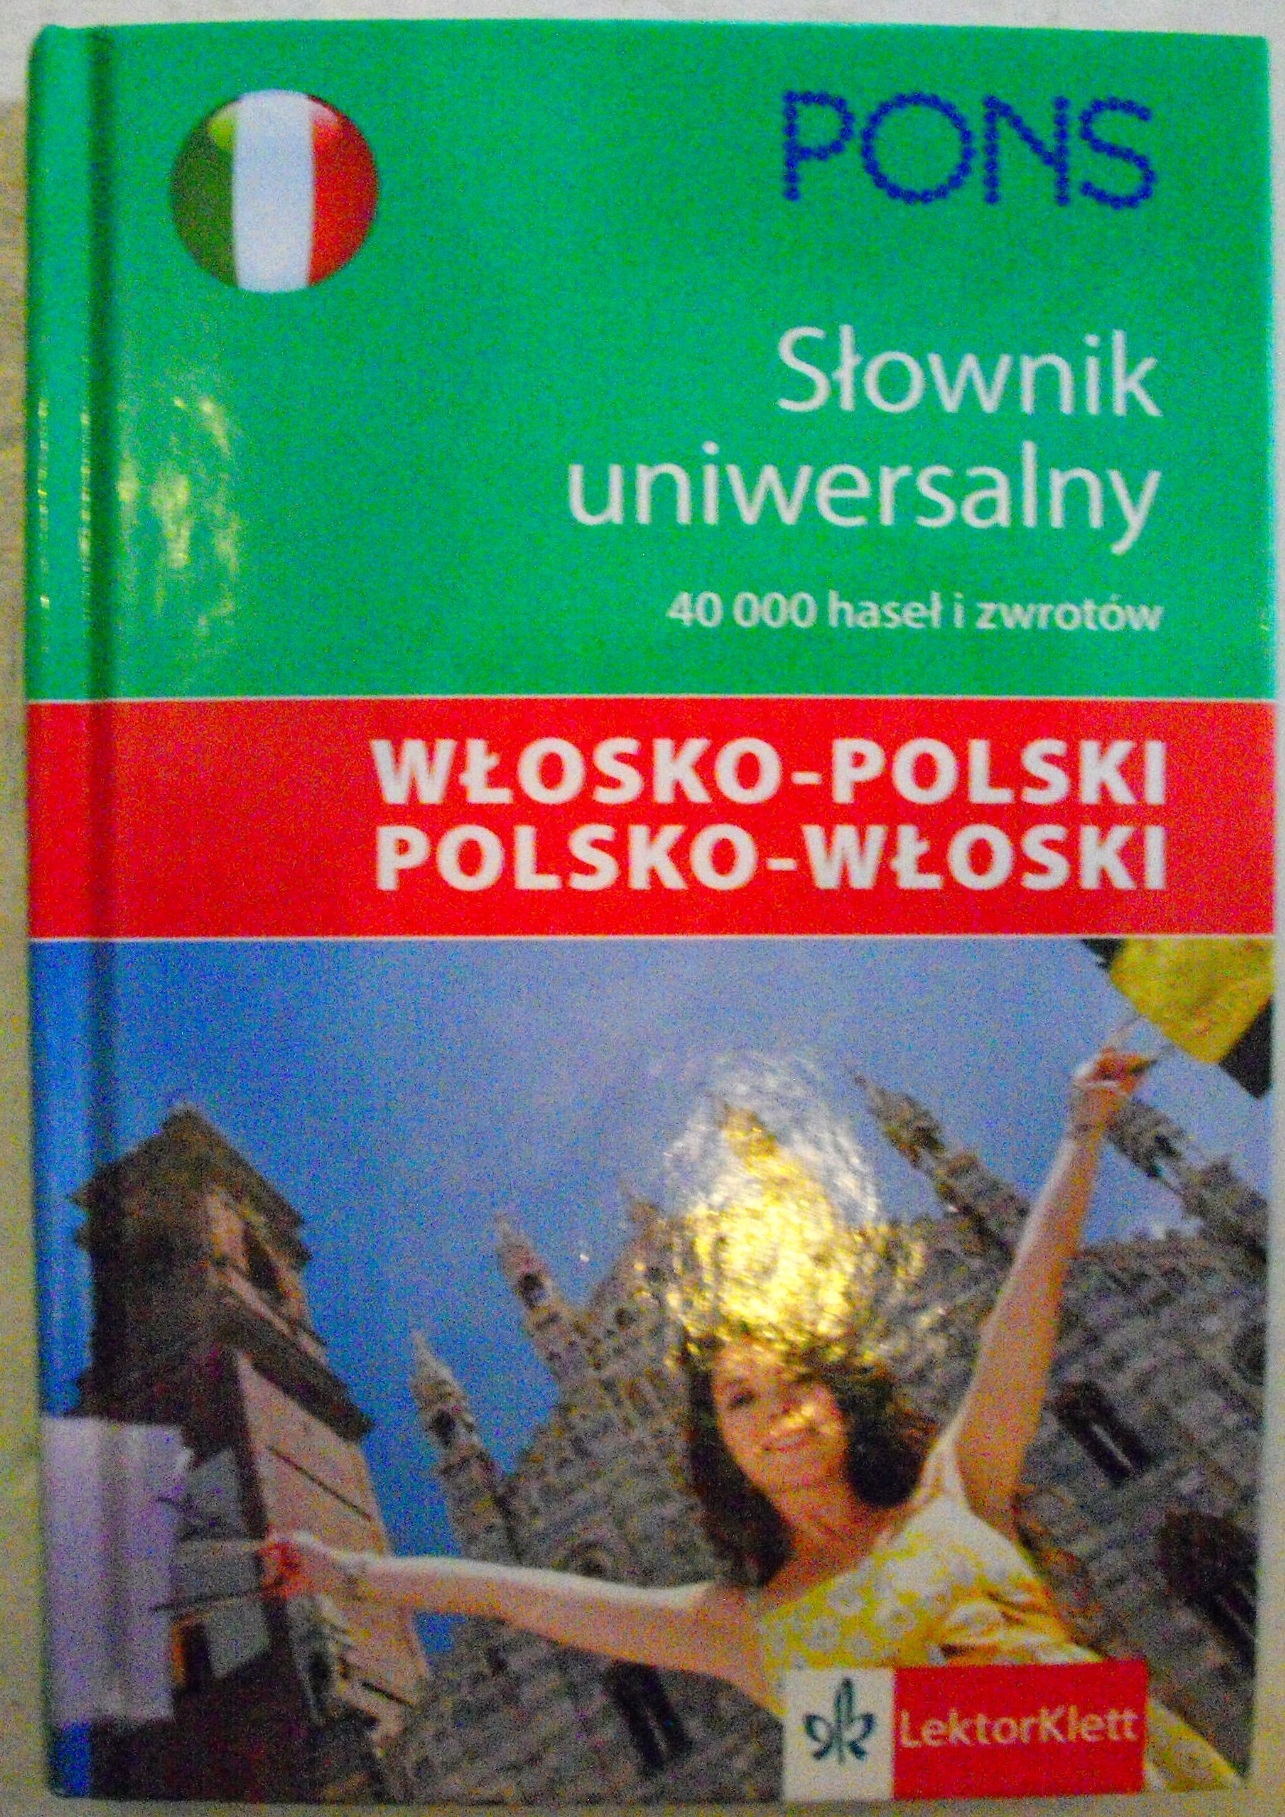 PONS
Słownik
uniwersalny
40 000 haseł i zwrotów
WŁOSKO-POLSKI
POLSKO-WŁOSKI
LektorKlett